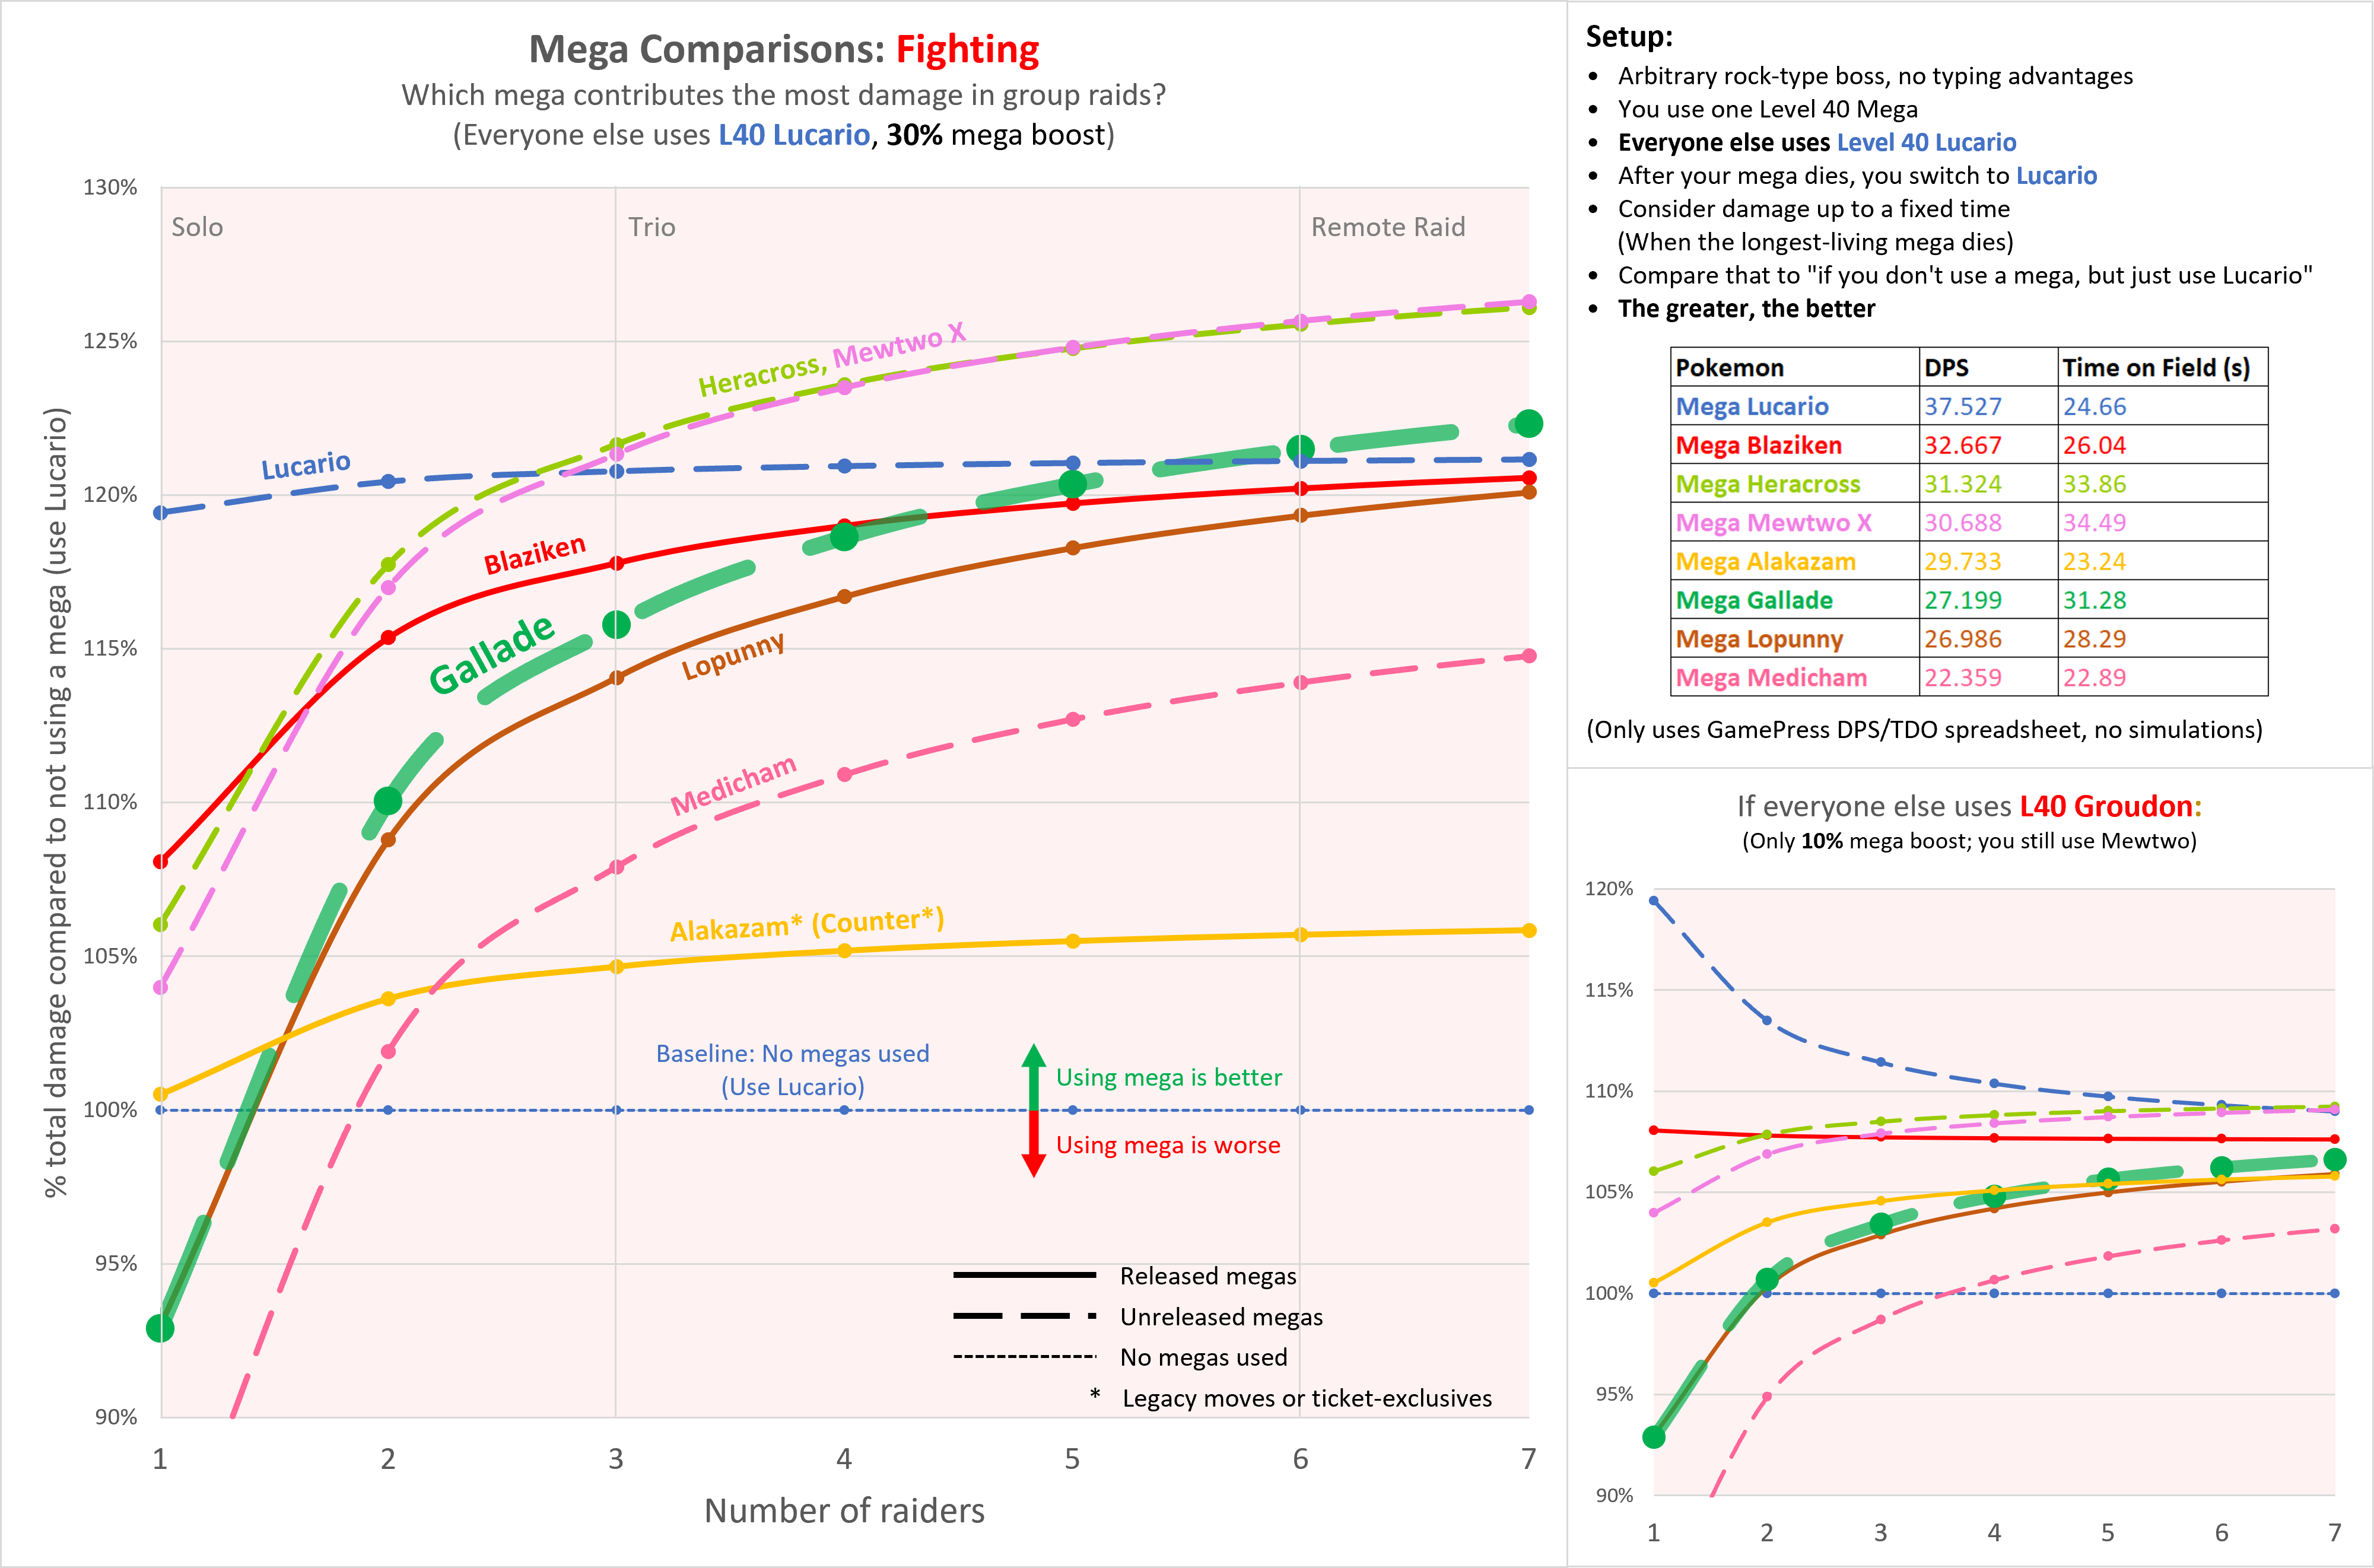 Mega Comparisons: Fighting
Which mega contributes the most damage in group raids?
(Everyone else uses L40 Lucario, 30% mega boost)
% total damage compared to not using a mega (use Lucario)
130%
125%
120%
115%
110%
105%
100%
95%
90%
Solo
Trio
Remote Raid
Heracross, Mewtwo X
Lucario
Blaziken
Gallade
Lopunny
Medicham
Alakazam* (Counter*)
Baseline: No megas used
(Use Lucario)
Using mega is better
Using mega is worse
Released megas
Unreleased megas
No megas used
* Legacy moves or ticket-exclusives
1 2 3 4 5 6 7
Number of raiders
Setup:
• Arbitrary rock-type boss, no typing advantages
• You use one Level 40 Mega
• Everyone else uses Level 40 Lucario
• After your mega dies, you switch to Lucario
• Consider damage up to a fixed time
(When the longest-living mega dies)
• Compare that to "if you don't use a mega, but just use Lucario"
• The greater, the better
Pokemon DPS Time on Field (s)
Mega Lucario 37.527 24.66
Mega Blaziken 32.667 26.04
Mega Heracross 31.324 33.86
Mega Mewtwo X 30.688 34.49
Mega Alakazam 29.733 23.24
Mega Gallade 27.199 31.28
Mega Lopunny 26.986 28.29
Mega Medicham 22.359 22.89
(Only uses GamePress DPS/TDO spreadsheet, no simulations)
If everyone else uses L40 Groudon:
(Only 10% mega boost; you still use Mewtwo)
120%
115%
110%
105%
100%
95%
90%
1 2 3 4 5 6 7